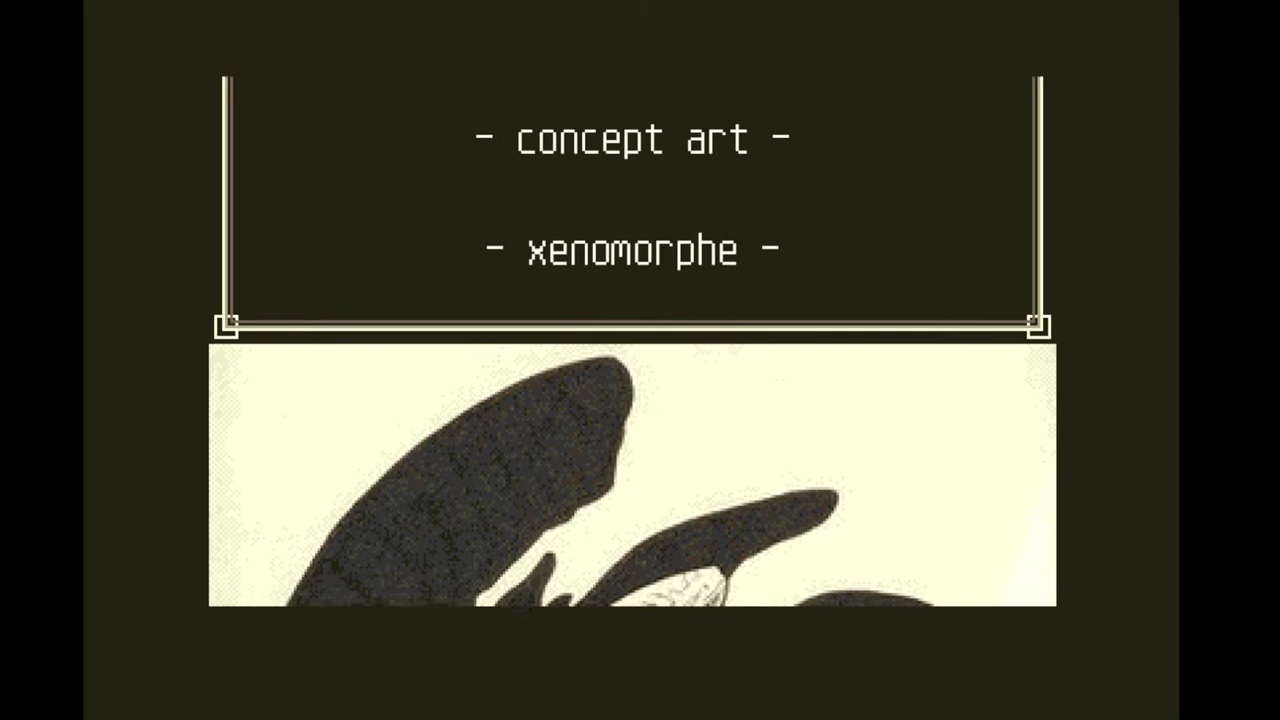 - concept art -
- xenomorphe -